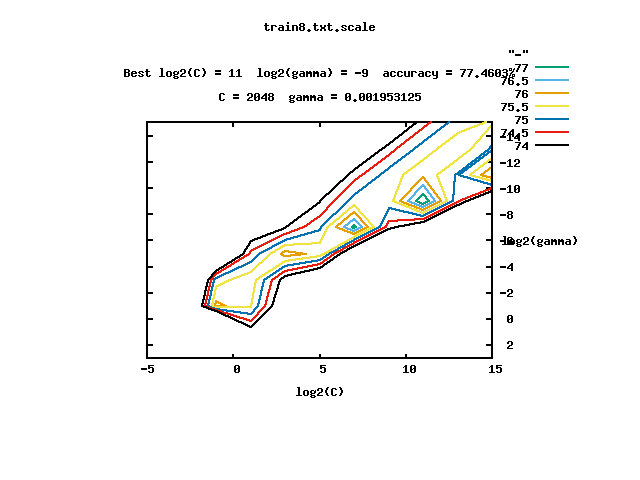 train8.txt.scale
"-"
Best log2(C) = 11 log2(gamma) = -9 accuracy = 77.4603%
C = 2048 gamma = 0.001953125
77
76.5
76
75.5
75
74.5
74
-14
-12
-10
-8
-6
log2(gamma)
-4
-2
0
2
-5 0 5 10 15
log2(C)